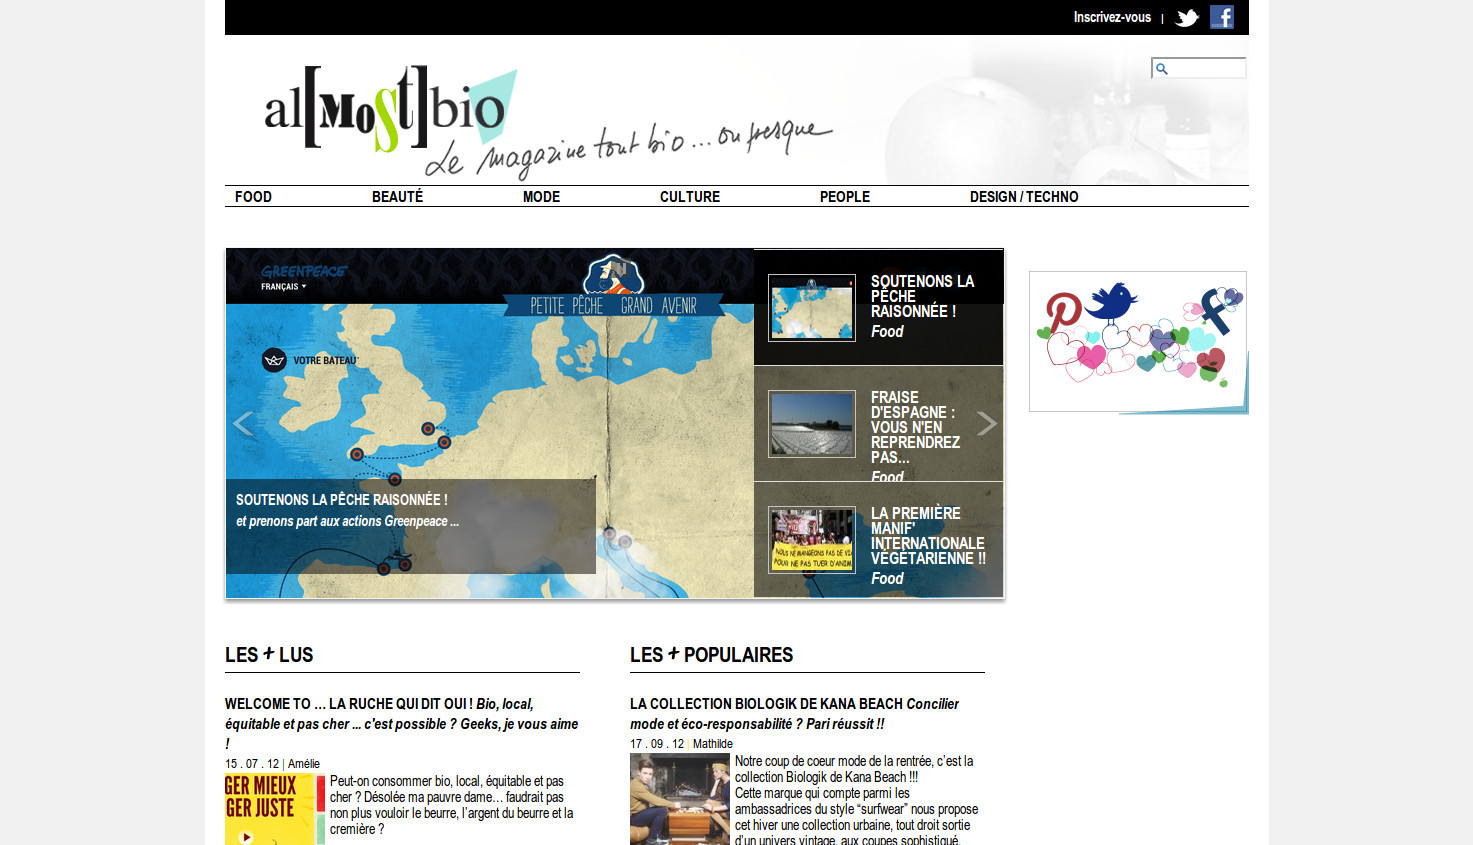 Inscrivez-vous |
al[MOSt]bio
Le magazine tout bio ... ou presque
FOOD BEAUTÉ MODE CULTURE PEOPLE DESIGN / TECHNO
GREENPEACE
FRANÇAIS
PETITE PÊCHE GRAND AVENIR
VOTRE BATEAU
SOUTENONS LA PÊCHE RAISONNÉE !
et prenons part aux actions Greenpeace ...
SOUTENONS LA
PÊCHE
RAISONNÉE !
Food
FRAISE
D'ESPAGNE :
VOUS N'EN
REPRENDREZ
PAS...
Food
NOUS NE MANGEONS PAS DE
POUR NE PAS TUER D'ANIM
LA PREMIÈRE
MANIF'
INTERNATIONALE
VÉGÉTARIENNE !!
Food
LES + LUS
WELCOME TO … LA RUCHE QUI DIT OUI ! Bio, local,
équitable et pas cher ... c'est possible ? Geeks, je vous aime
!
15 . 07 . 12 | Amélie
GER MIEUX
GER JUSTE
Peut-on consommer bio, local, équitable et pas
cher ? Désolée ma pauvre dame… faudrait pas
non plus vouloir le beurre, l'argent du beurre et la
cremière ?
LES + POPULAIRES
LA COLLECTION BIOLOGIK DE KANA BEACH Concilier
mode et éco-responsabilité ? Pari réussit !!
17 . 09 . 12 | Mathilde
Notre coup de coeur mode de la rentrée, c'est la
collection Biologik de Kana Beach !!!
Cette marque qui compte parmi les
ambassadrices du style “surfwear” nous propose
cet hiver une collection urbaine, tout droit sortie
d'un univers vintage, aux coupes sophistiqué,